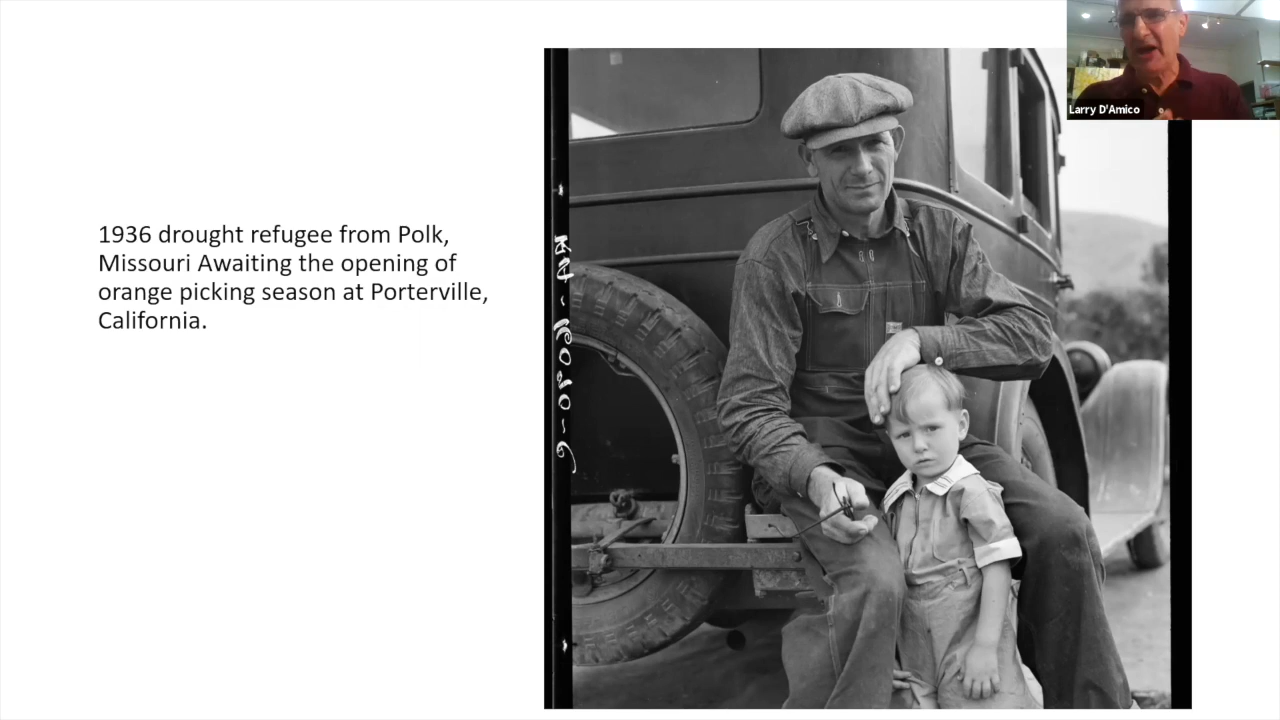 Larry D'Amico
1936 drought refugee from Polk,
Missouri Awaiting the opening of
orange picking season at Porterville,
California.